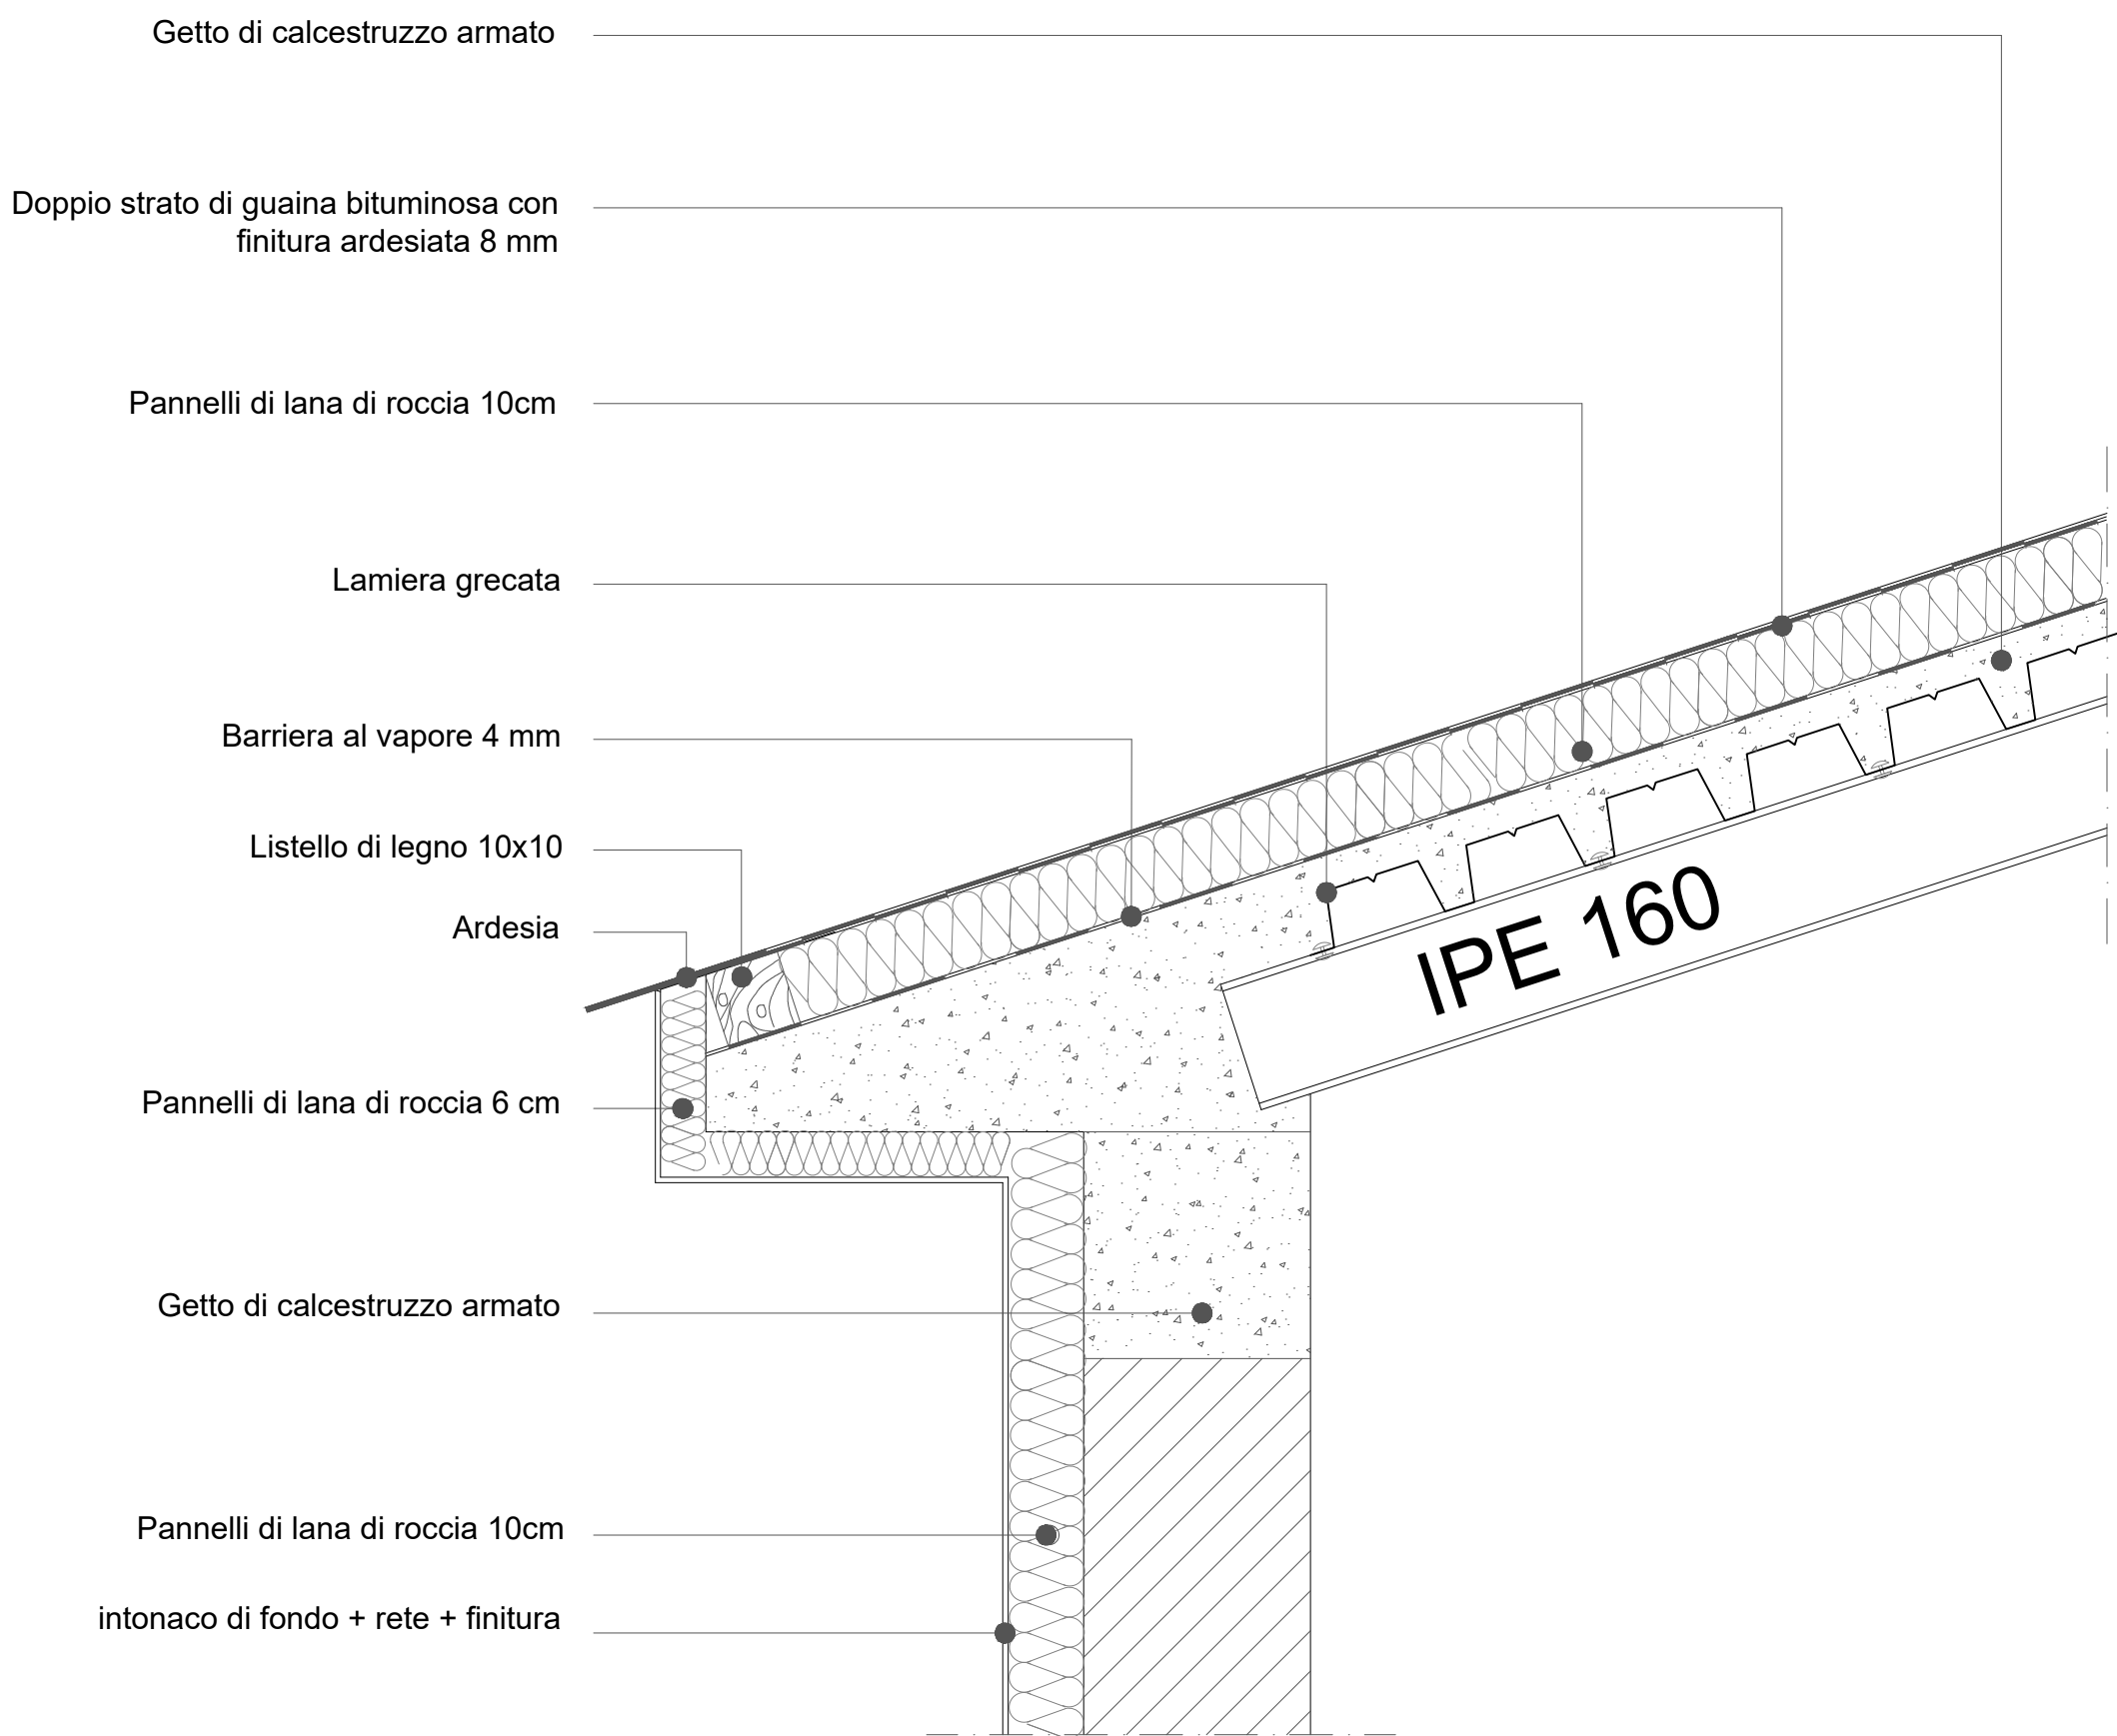 Getto di calcestruzzo armato
Doppio strato di guaina bituminosa con
finitura ardesiata 8 mm
Pannelli di lana di roccia 10cm
Lamiera grecata
Barriera al vapore 4 mm
Listello di legno 10x10
Ardesia
IPE 160
Pannelli di lana di roccia 6 cm
Getto di calcestruzzo armato
Pannelli di lana di roccia 10cm
intonaco di fondo + rete + finitura